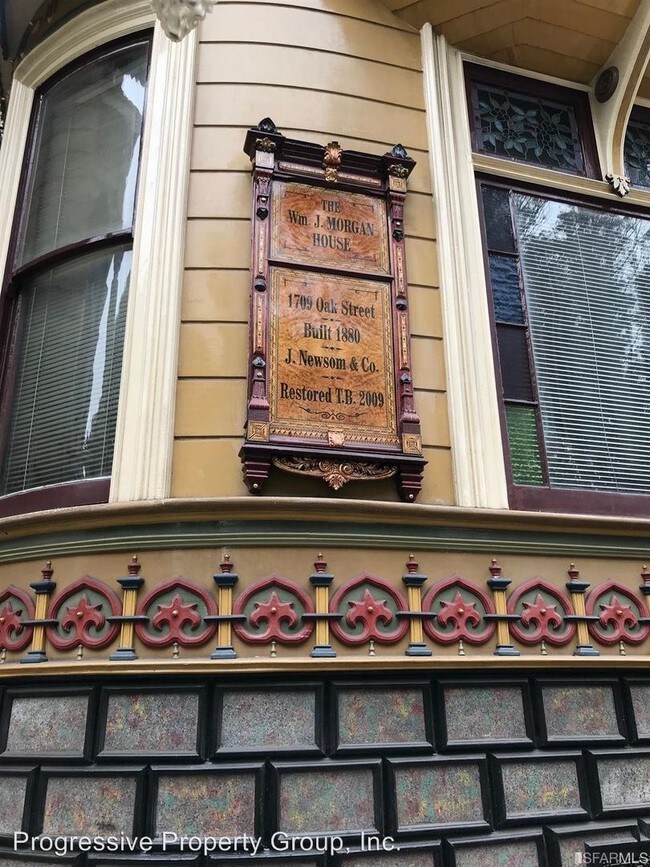 THE
Wm. J. MORGAN
HOUSE
1709 Oak Street
Built 1880
J. Newsom & Co.
Restored T.B. 2009
Progressive Property Group, Inc.
SFARMLS